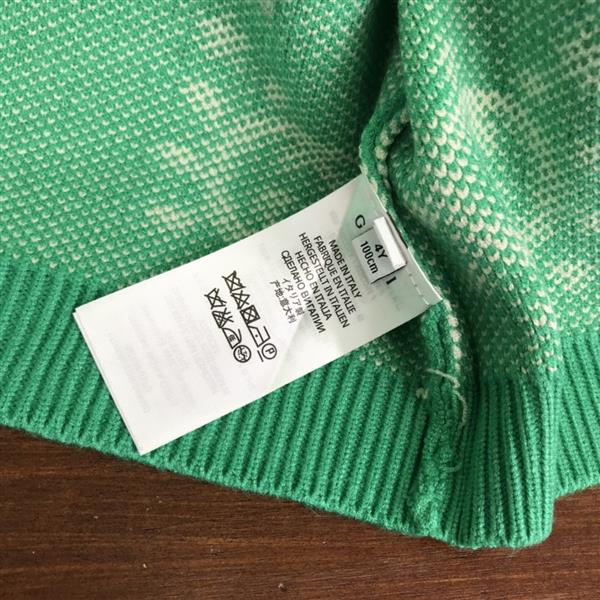 G
4Y
100cm
I
MADE IN ITALY
FABRIQUE EN ITALIE
HERGESTELLT IN ITALIEN
HECHO EN ITALIA
СДЕЛАНО В ИТАЛИИ
イタリア製
产地:意大利
P